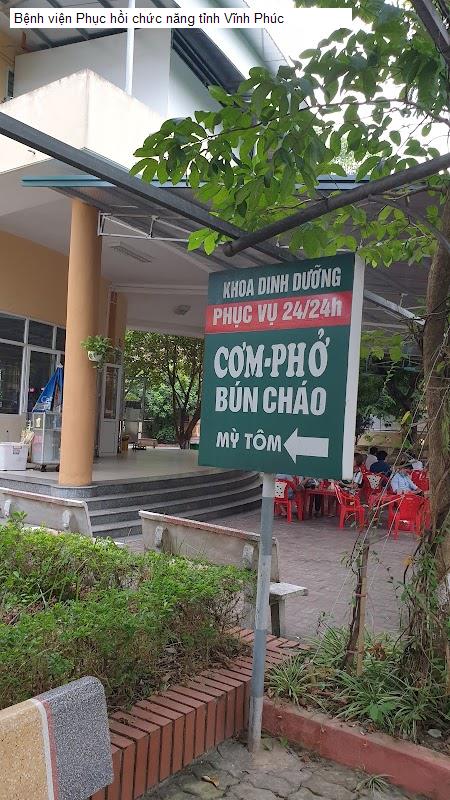 Bệnh viện Phục hồi chức năng tỉnh Vĩnh Phúc
KHOA DINH DƯỠNG
PHỤC VỤ 24/24h
CƠM-PHỞ
BÚN CHÁO
MỲ TÔM